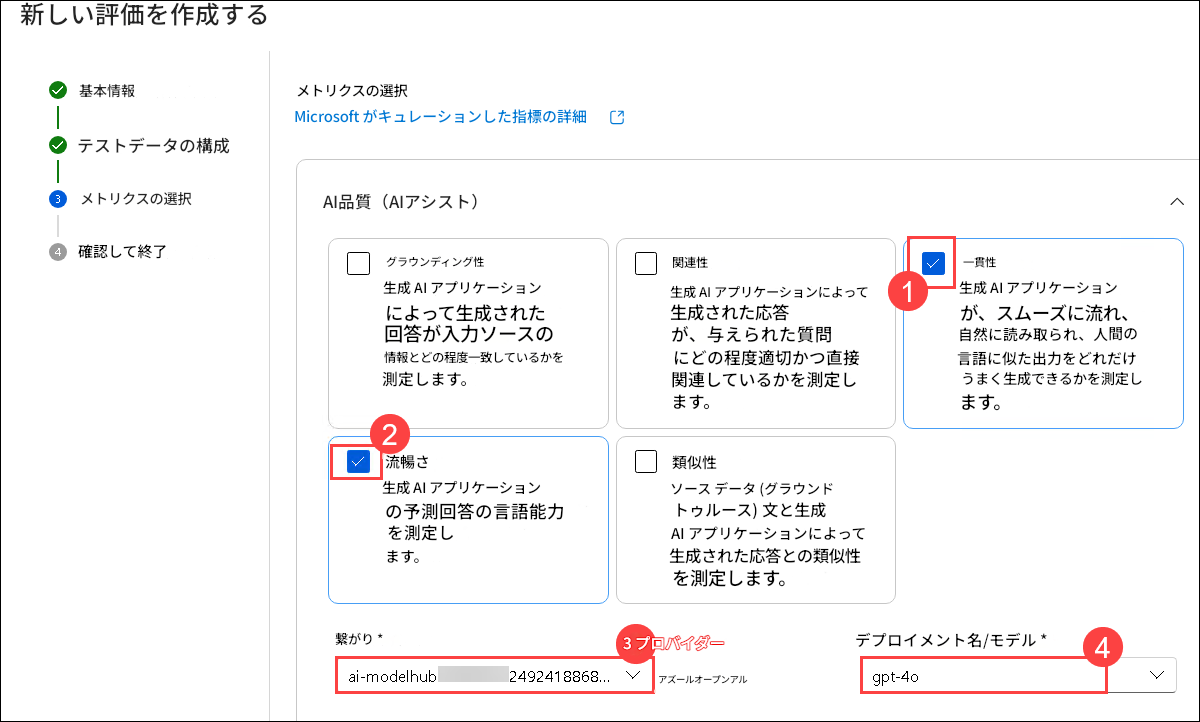 新しい評価を作成する
基本情報
テストデータの構成
3 メトリクスの選択
4 確認して終了
メトリクスの選択
Microsoft がキュレーションした指標の詳細
AI品質（AIアシスト）
グラウンディング性
生成 AI アプリケーション
によって生成された
回答が入力ソースの
情報とどの程度一致しているかを
測定します。
関連性
生成 AI アプリケーションによって
生成された応答
が、与えられた質問
にどの程度適切かつ直接
関連しているかを測定し
ます。
1
一貫性
生成 AI アプリケーション
が、スムーズに流れ、
自然に読み取られ、人間の
言語に似た出力をどれだけ
うまく生成できるかを測定し
ます。
2
流暢さ
生成 AI アプリケーション
の予測回答の言語能力
を測定し
ます。
類似性
ソース データ (グラウンド
トゥルース) 文と生成
AI アプリケーションによって
生成された応答との類似性
を測定します。
繋がり *
3 プロバイダー
ai-modelhub 2492418868...
アズールオープンアル
デプロイメント名/モデル *
4
gpt-4o